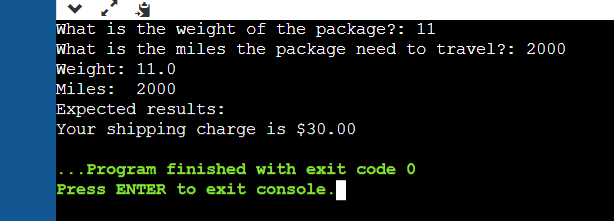 What is the weight of the package?: 11
What is the miles the package need to travel?: 2000
Weight: 11.0
Miles:  2000
Expected results:
Your shipping charge is $30.00
...Program finished with exit code 0
Press ENTER to exit console.